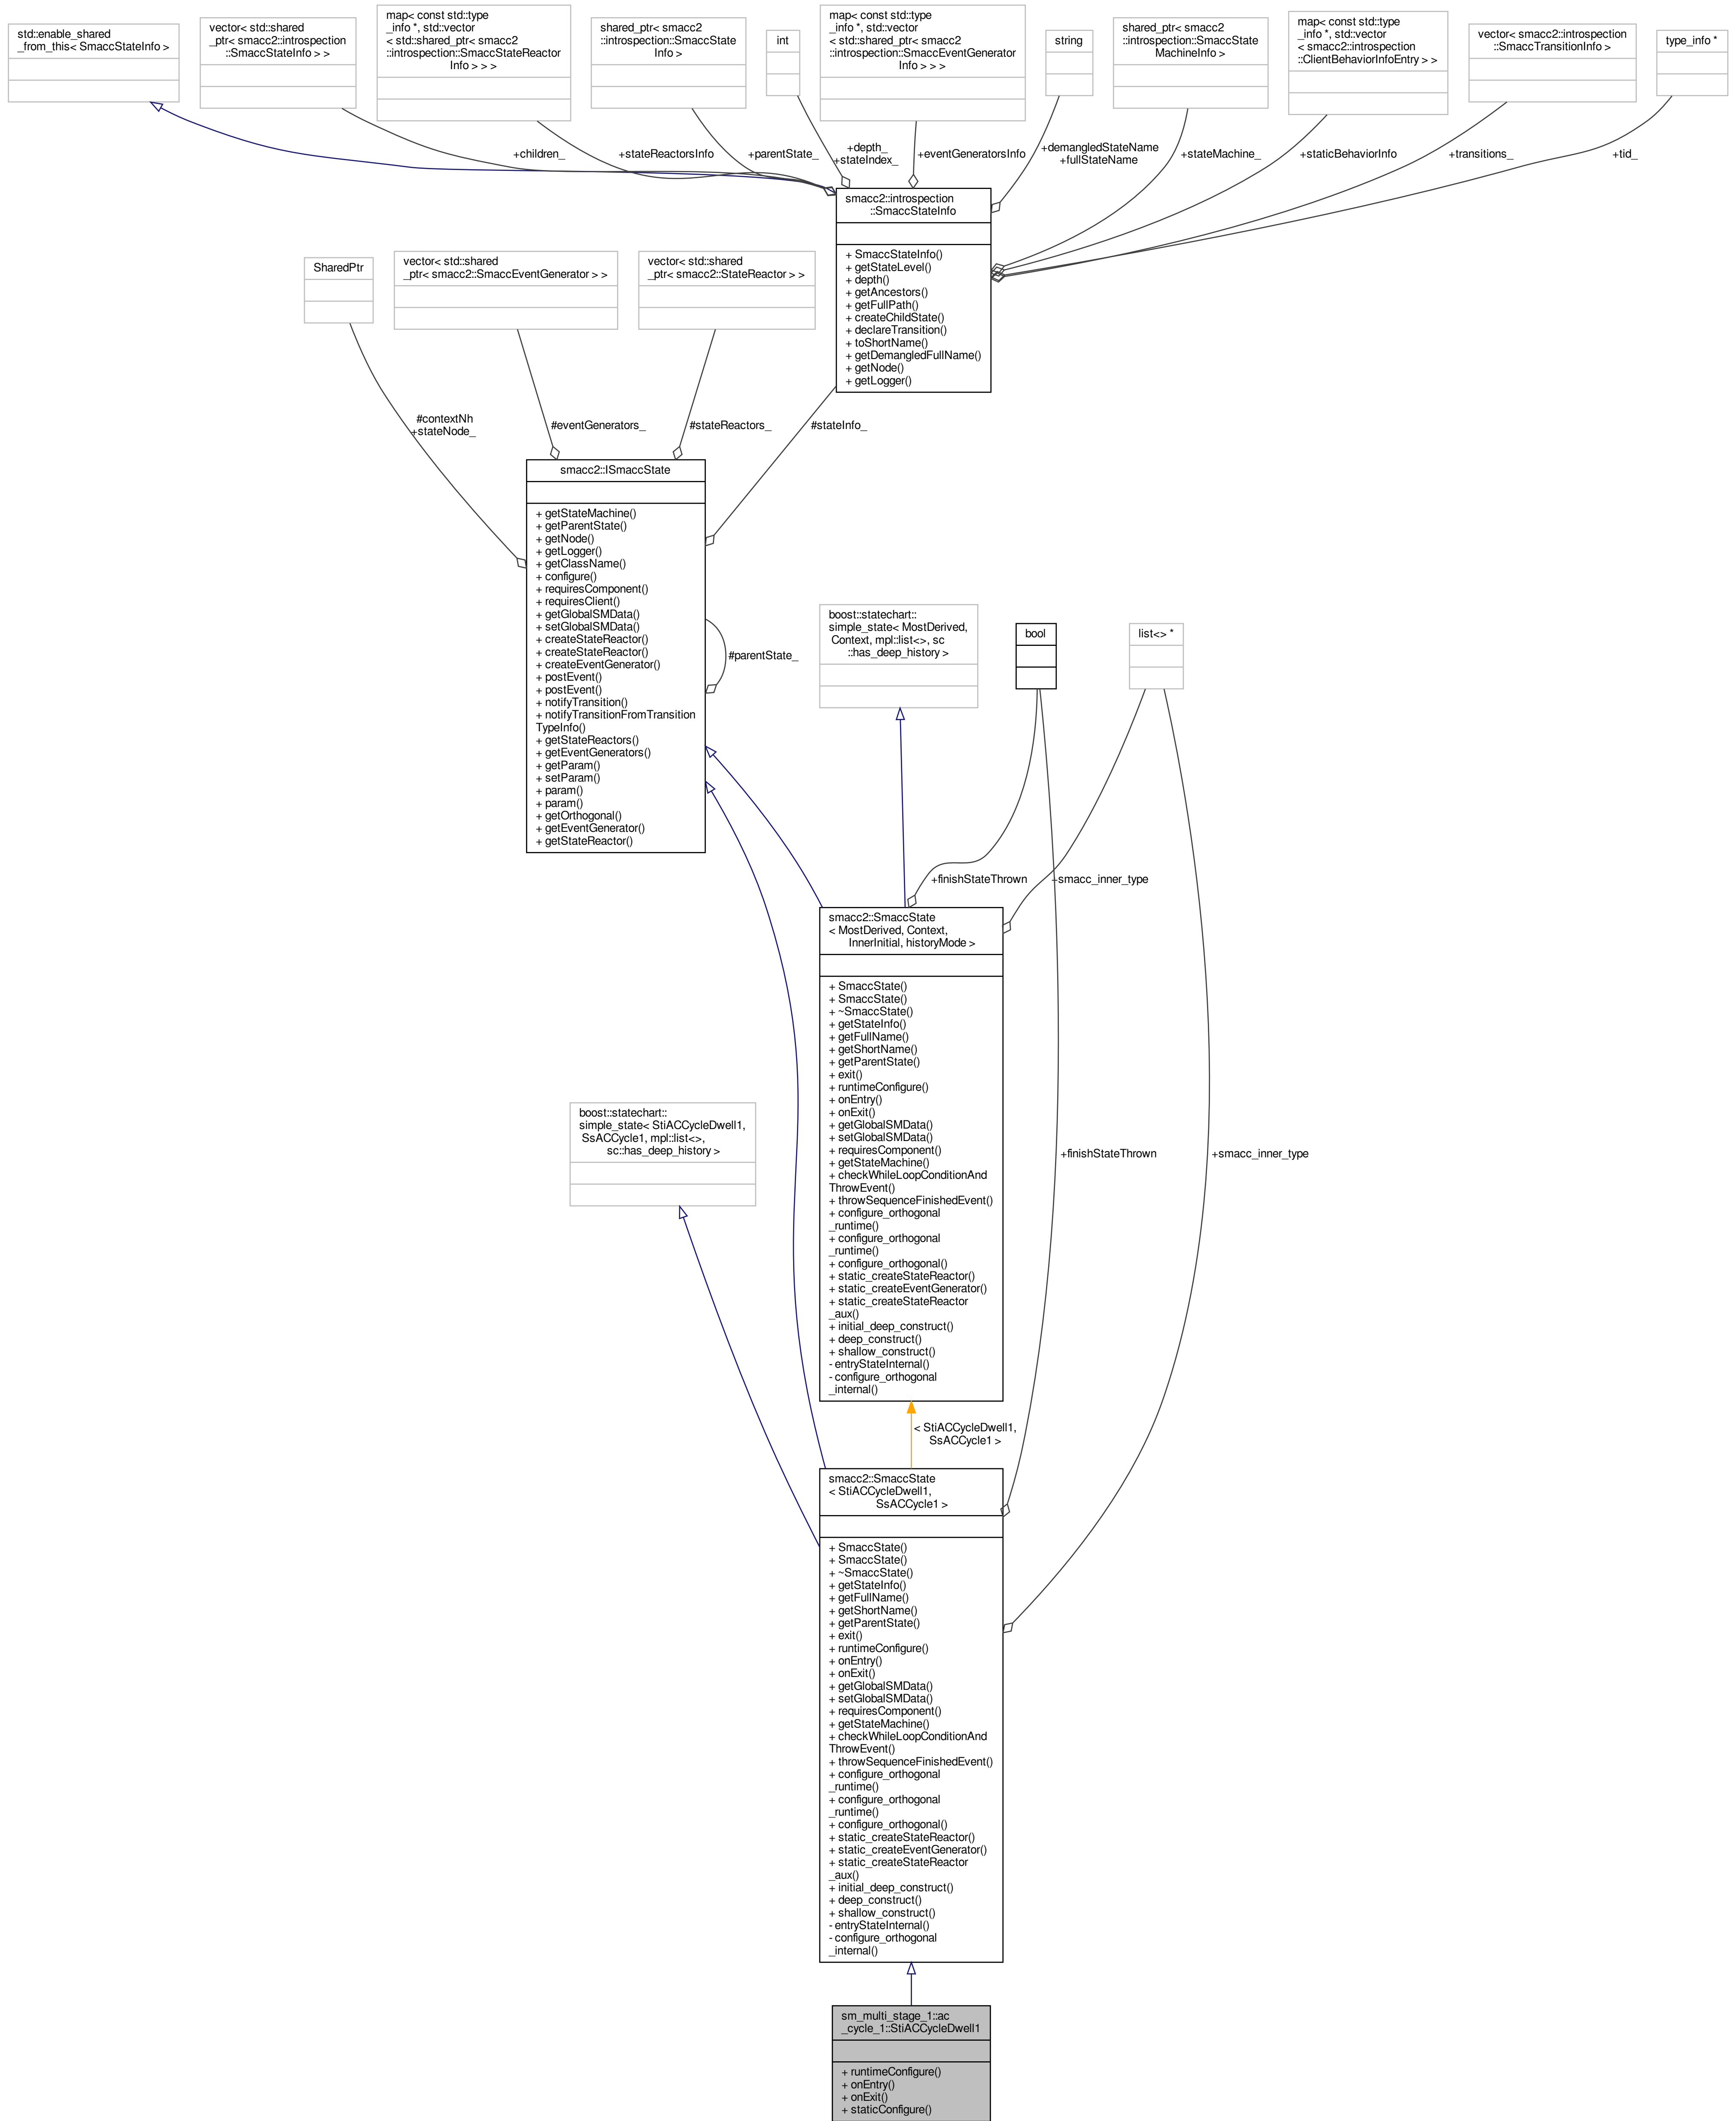 std::enable_shared
_from_this< SmaccStateInfo >
vector< std::shared
_ptr< smacc2::introspection
::SmaccStateInfo > >
map< const std::type
_info *, std::vector
< std::shared_ptr< smacc2
::introspection::SmaccStateReactor
Info > > >
shared_ptr< smacc2
::introspection::SmaccState
Info >
int
map< const std::type
_info *, std::vector
< std::shared_ptr< smacc2
::introspection::SmaccEventGenerator
Info > > >
string
shared_ptr< smacc2
::introspection::SmaccState
MachineInfo >
map< const std::type
_info *, std::vector
< smacc2::introspection
::ClientBehaviorInfoEntry > >
vector< smacc2::introspection
::SmaccTransitionInfo >
type_info *
+children_
+stateReactorsInfo
+parentState_
+depth_
+stateIndex_
+eventGeneratorsInfo
+demangledStateName
+fullStateName
+stateMachine_
+staticBehaviorInfo
+transitions_
+tid_
smacc2::introspection
::SmaccStateInfo
+ SmaccStateInfo()
+ getStateLevel()
+ depth()
+ getAncestors()
+ getFullPath()
+ createChildState()
+ declareTransition()
+ toShortName()
+ getDemangledFullName()
+ getNode()
+ getLogger()
SharedPtr
vector< std::shared
_ptr< smacc2::SmaccEventGenerator > >
vector< std::shared
_ptr< smacc2::StateReactor > >
#contextNh
+stateNode_
#eventGenerators_
#stateReactors_
#stateInfo_
smacc2::ISmaccState
+ getStateMachine()
+ getParentState()
+ getNode()
+ getLogger()
+ getClassName()
+ configure()
+ requiresComponent()
+ requiresClient()
+ getGlobalSMData()
+ setGlobalSMData()
+ createStateReactor()
+ createStateReactor()
+ createEventGenerator()
+ postEvent()
+ postEvent()
+ notifyTransition()
+ notifyTransitionFromTransition
TypeInfo()
+ getStateReactors()
+ getEventGenerators()
+ getParam()
+ setParam()
+ param()
+ param()
+ getOrthogonal()
+ getEventGenerator()
+ getStateReactor()
#parentState_
boost::statechart::
simple_state< MostDerived,
Context, mpl::list<>, sc
::has_deep_history >
bool
list<> *
+finishStateThrown
+smacc_inner_type
smacc2::SmaccState
< MostDerived, Context,
InnerInitial, historyMode >
+ SmaccState()
+ SmaccState()
+ ~SmaccState()
+ getStateInfo()
+ getFullName()
+ getShortName()
+ getParentState()
+ exit()
+ runtimeConfigure()
+ onEntry()
+ onExit()
+ getGlobalSMData()
+ setGlobalSMData()
+ requiresComponent()
+ getStateMachine()
+ checkWhileLoopConditionAnd
ThrowEvent()
+ throwSequenceFinishedEvent()
+ configure_orthogonal
_runtime()
+ configure_orthogonal
_runtime()
+ configure_orthogonal()
+ static_createStateReactor()
+ static_createEventGenerator()
+ static_createStateReactor
_aux()
+ initial_deep_construct()
+ deep_construct()
+ shallow_construct()
- entryStateInternal()
- configure_orthogonal
_internal()
boost::statechart::
simple_state< StiACCycleDwell1,
SsACCycle1, mpl::list<>,
sc::has_deep_history >
+finishStateThrown
+smacc_inner_type
< StiACCycleDwell1,
SsACCycle1 >
smacc2::SmaccState
< StiACCycleDwell1,
SsACCycle1 >
+ SmaccState()
+ SmaccState()
+ ~SmaccState()
+ getStateInfo()
+ getFullName()
+ getShortName()
+ getParentState()
+ exit()
+ runtimeConfigure()
+ onEntry()
+ onExit()
+ getGlobalSMData()
+ setGlobalSMData()
+ requiresComponent()
+ getStateMachine()
+ checkWhileLoopConditionAnd
ThrowEvent()
+ throwSequenceFinishedEvent()
+ configure_orthogonal
_runtime()
+ configure_orthogonal
_runtime()
+ configure_orthogonal()
+ static_createStateReactor()
+ static_createEventGenerator()
+ static_createStateReactor
_aux()
+ initial_deep_construct()
+ deep_construct()
+ shallow_construct()
- entryStateInternal()
- configure_orthogonal
_internal()
sm_multi_stage_1::ac
_cycle_1::StiACCycleDwell1
+ runtimeConfigure()
+ onEntry()
+ onExit()
+ staticConfigure()